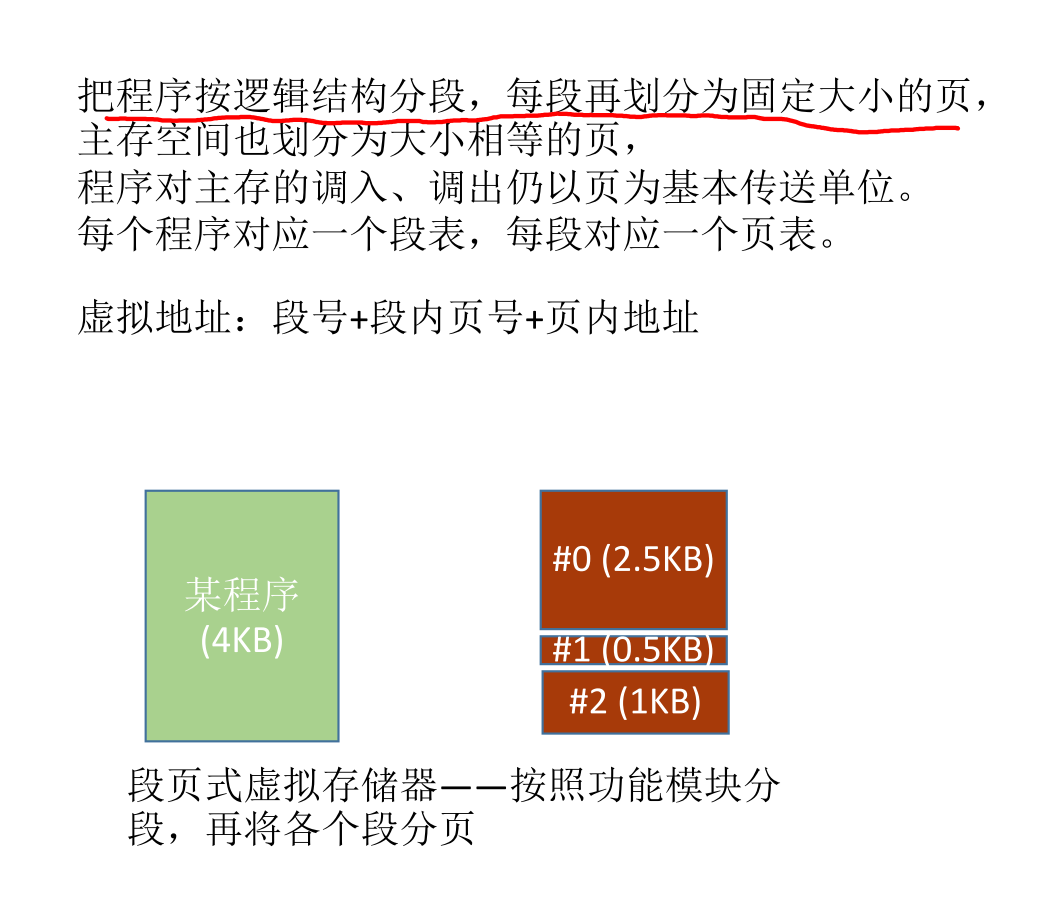 把程序按逻辑结构分段，每段再划分为固定大小的页，
主存空间也划分为大小相等的页，
程序对主存的调入、调出仍以页为基本传送单位。
每个程序对应一个段表，每段对应一个页表。
虚拟地址：段号+段内页号+页内地址
某程序
(4KB)
#0 (2.5KB)
#1 (0.5KB)
#2 (1KB)
段页式虚拟存储器——按照功能模块分
段，再将各个段分页